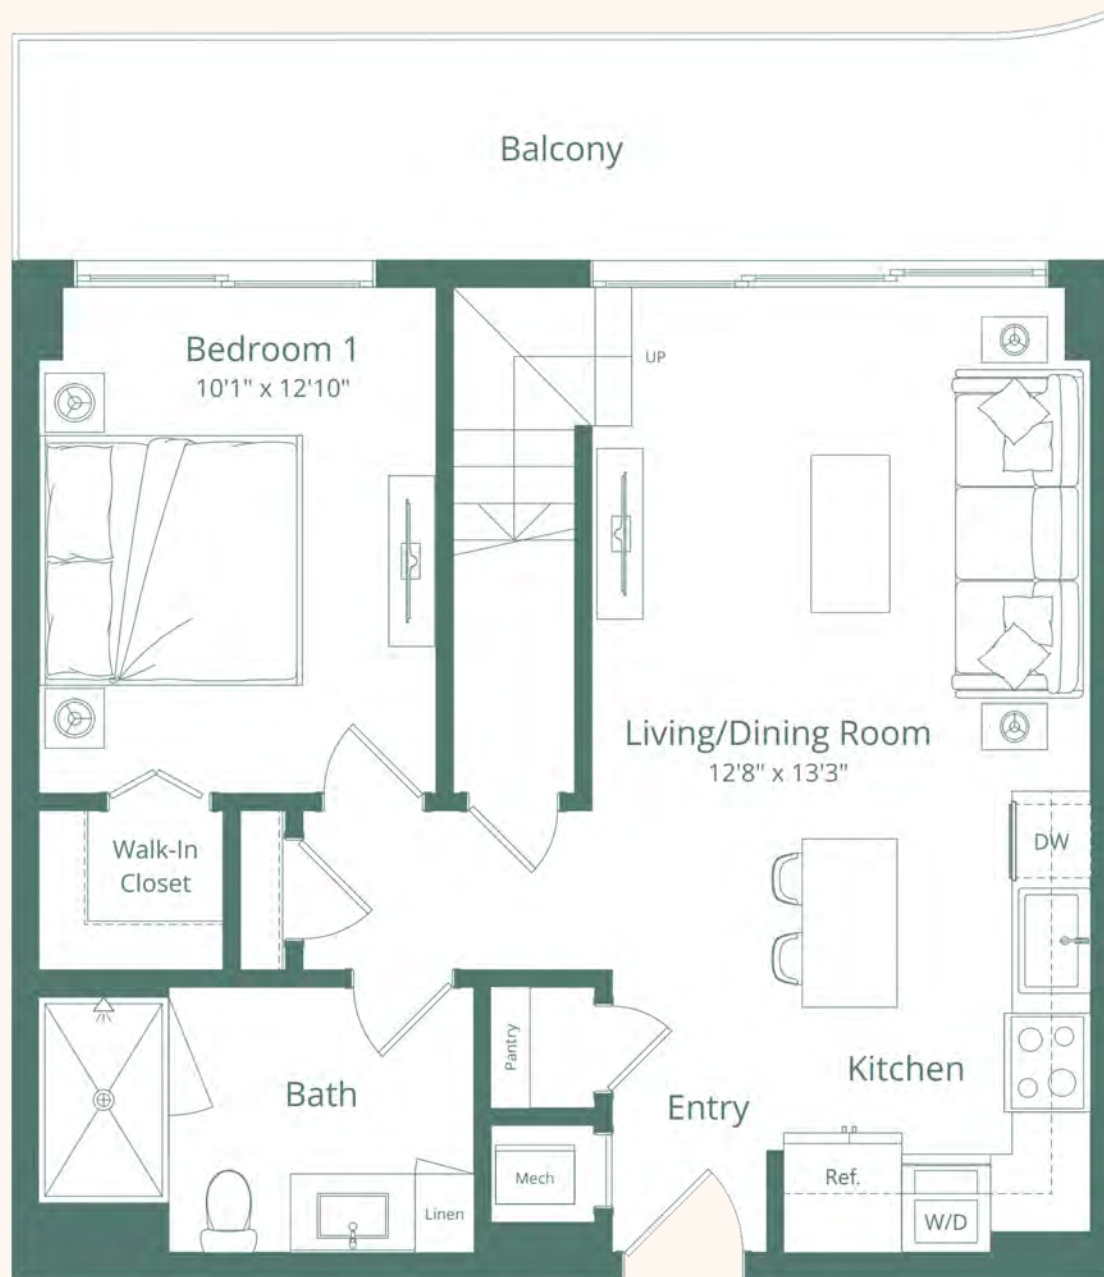 Balcony
Bedroom 1
10'1" x 12'10"
UP
Living/Dining Room
12'8" x 13'3"
Walk-In
Closet
DW
Pantry
Bath
Kitchen
Entry
Mech
Ref.
Linen
W/D